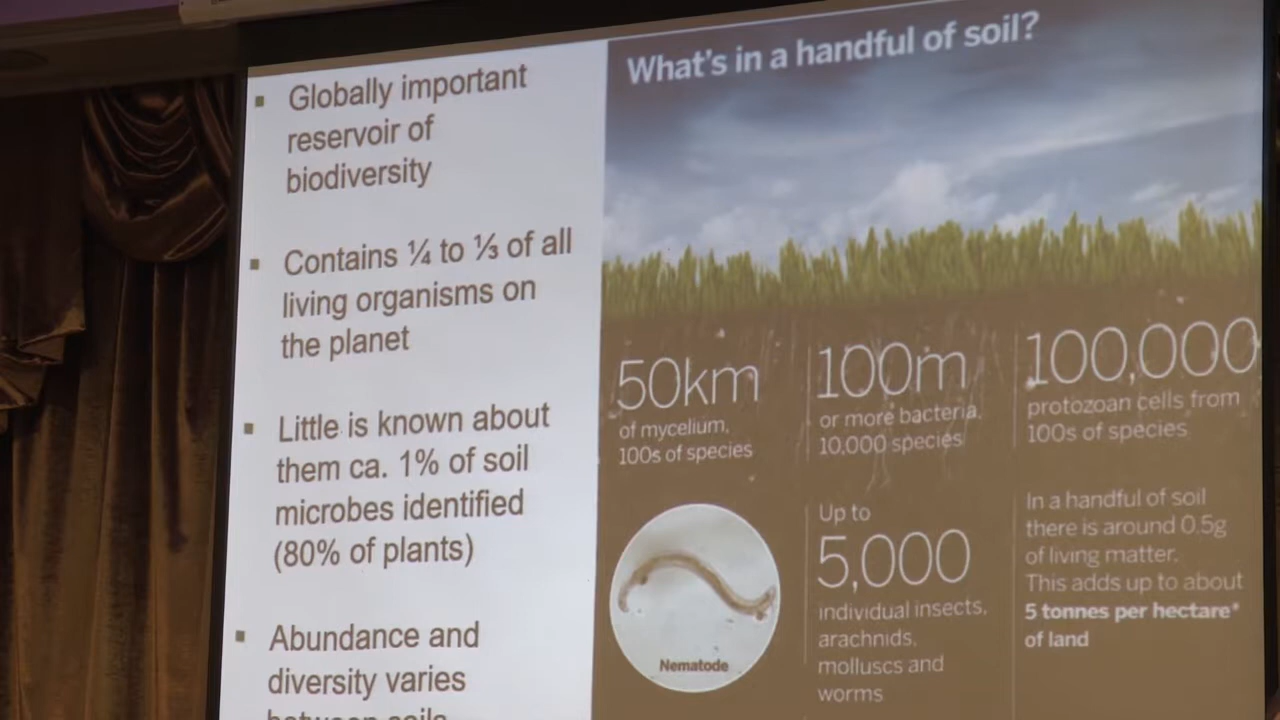 Globally important
reservoir of
biodiversity
Contains ¼ to ⅓ of all
living organisms on
the planet
Little is known about
them ca. 1% of soil
microbes identified
(80% of plants)
Abundance and
diversity varies
between soils
What's in a handful of soil?
50km
of mycelium,
100s of species
100m
or more bacteria,
10,000 species
100,000
protozoan cells from
100s of species
Nematode
Up to
5,000
individual insects,
arachnids,
molluscs and
worms
In a handful of soil
there is around 0.5g
of living matter.
This adds up to about
5 tonnes per hectare*
of land